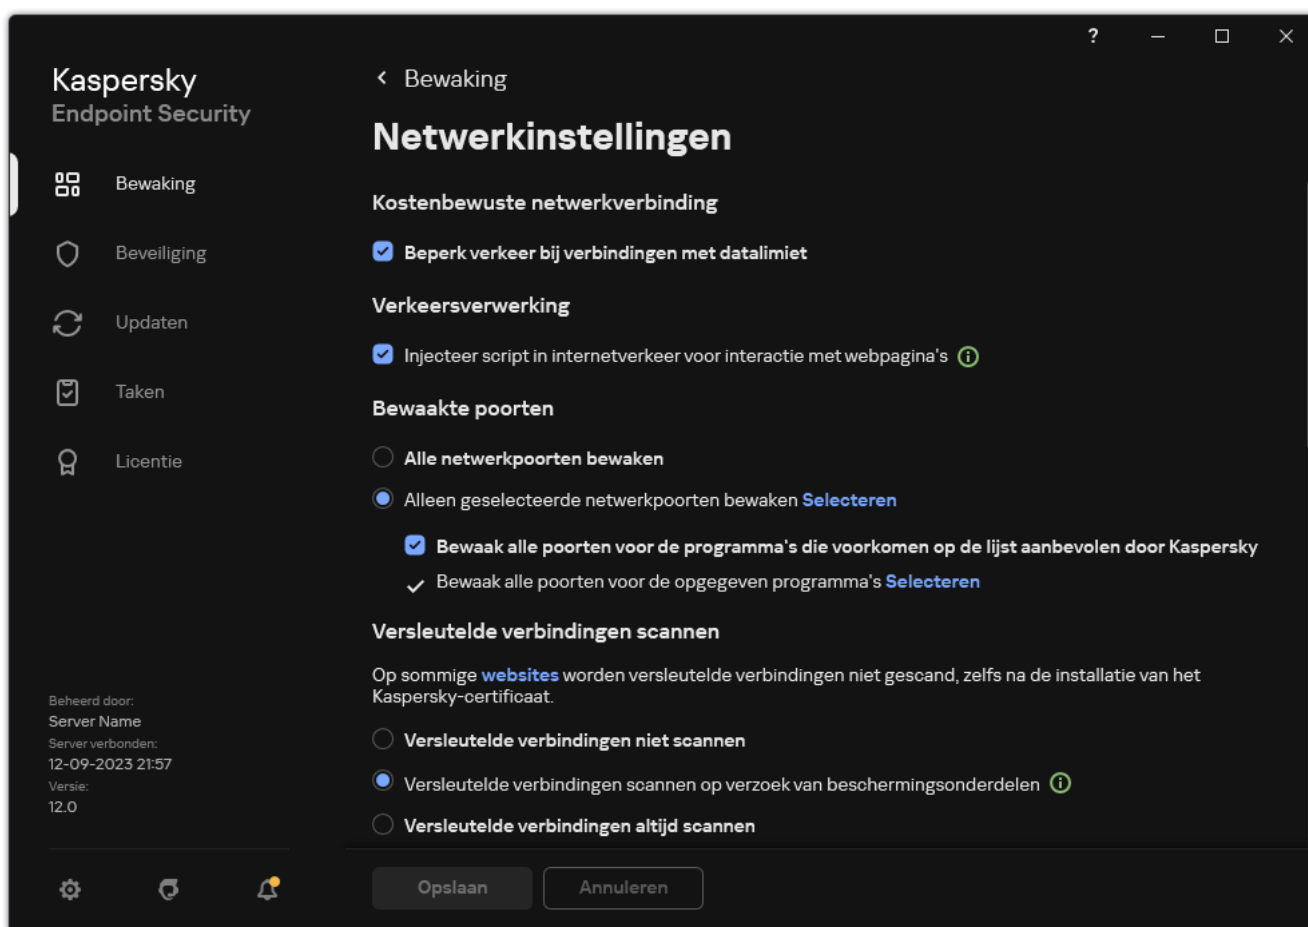 ?
Kaspersky
Endpoint Security
Bewaking
Beveiliging
Updaten
Taken
Licentie
Beheerd door:
Server Name
Server verbonden:
12-09-2023 21:57
Versie:
12.0
Bewaking
Netwerkinstellingen
Kostenbewuste netwerkverbinding
Beperk verkeer bij verbindingen met datalimiet
Verkeersverwerking
Injecteer script in internetverkeer voor interactie met webpagina's
Bewaakte poorten
Alle netwerkpoorten bewaken
Alleen geselecteerde netwerkpoorten bewaken Selecteren
Bewaak alle poorten voor de programma's die voorkomen op de lijst aanbevolen door Kaspersky
Bewaak alle poorten voor de opgegeven programma's Selecteren
Versleutelde verbindingen scannen
Op sommige websites worden versleutelde verbindingen niet gescand, zelfs na de installatie van het
Kaspersky-certificaat.
Versleutelde verbindingen niet scannen
Versleutelde verbindingen scannen op verzoek van beschermingsonderdelen
Versleutelde verbindingen altijd scannen
Opslaan
Annuleren